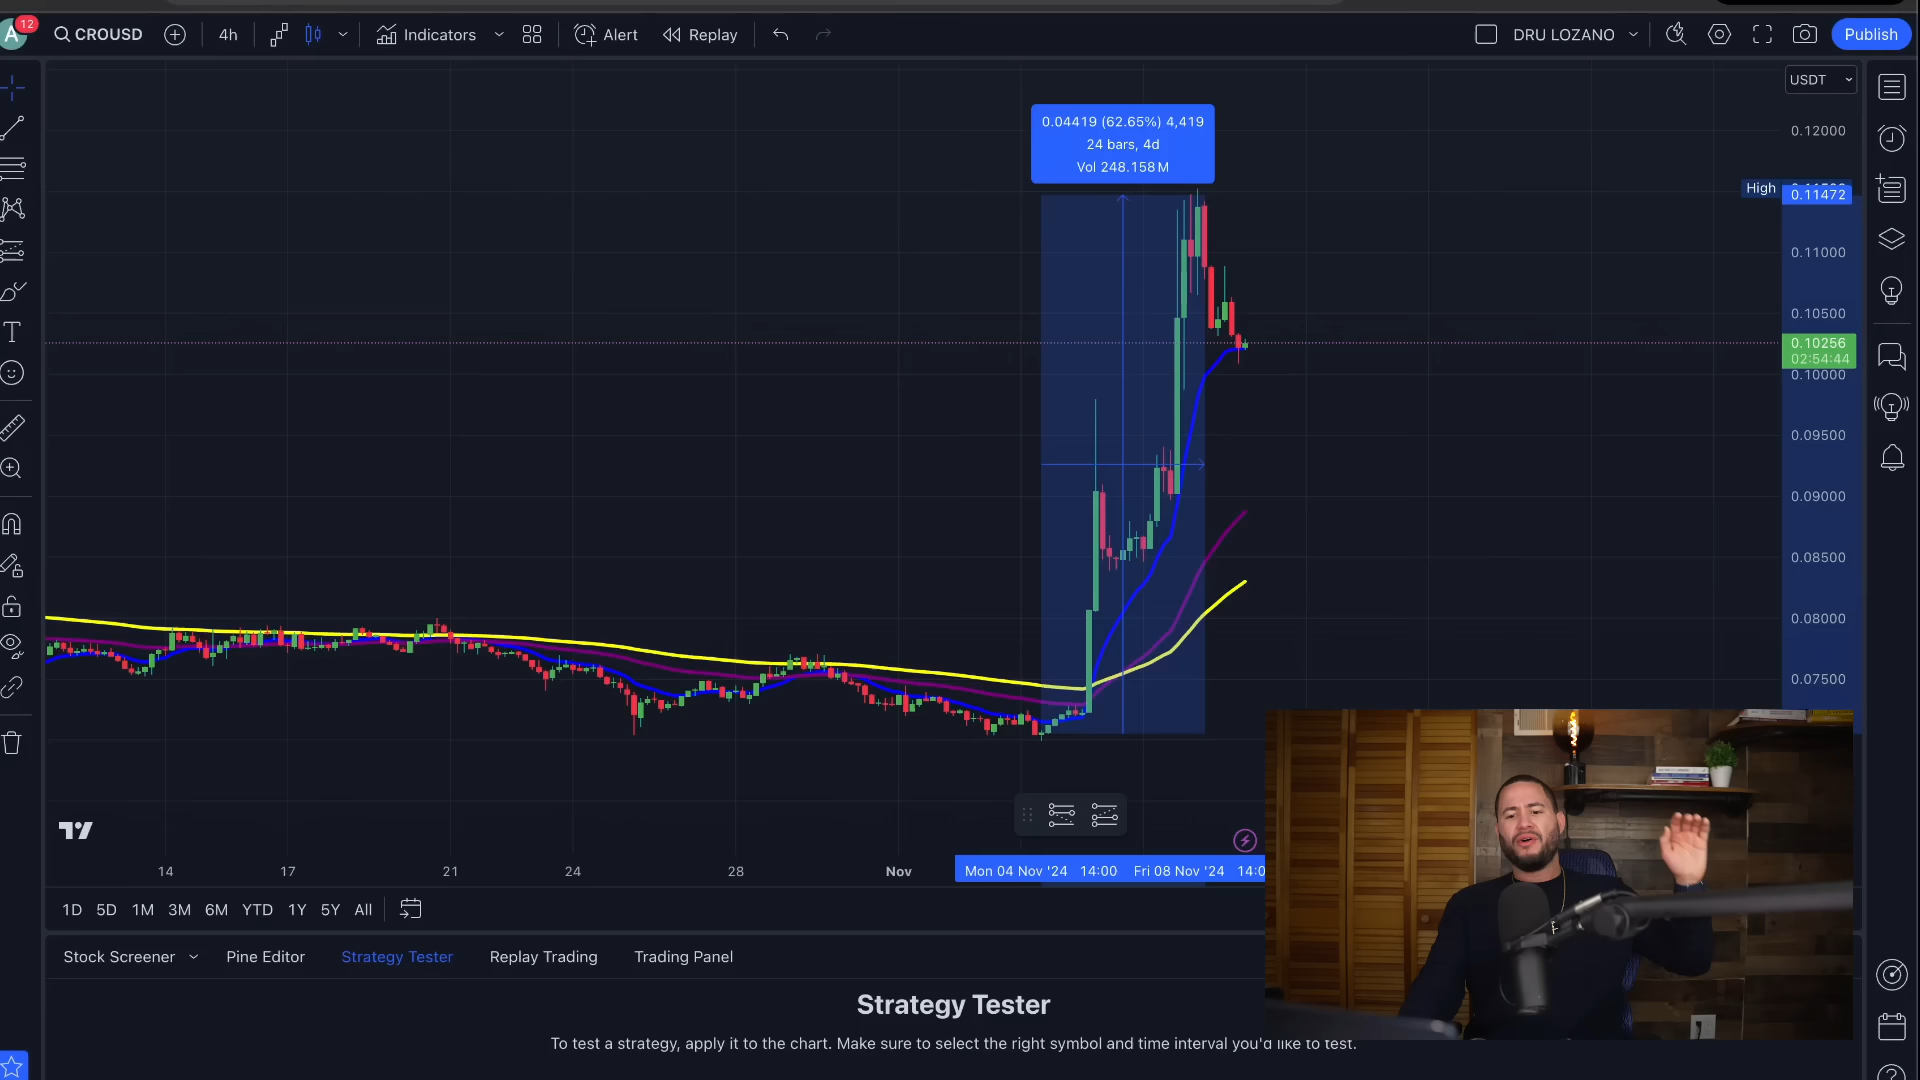 A
12
CROUSD
4h
Indicators
Alert
Replay
DRU LOZANO
Publish
USDT
0.04419 (62.65%) 4,419
24 bars, 4d
Vol 248.158M
0.12000
High
0.11472
0.11000
0.10500
0.10256
02:54:44
0.10000
0.09500
0.09000
0.08500
0.08000
0.07500
14
17
21
24
28
Nov
Mon 04 Nov '24 14:00
Fri 08 Nov '24
1D 5D 1M 3M 6M YTD 1Y 5Y All
Stock Screener
Pine Editor
Strategy Tester
Replay Trading
Trading Panel
Strategy Tester
To test a strategy, apply it to the chart. Make sure to select the right symbol and time interval you'd like to test.